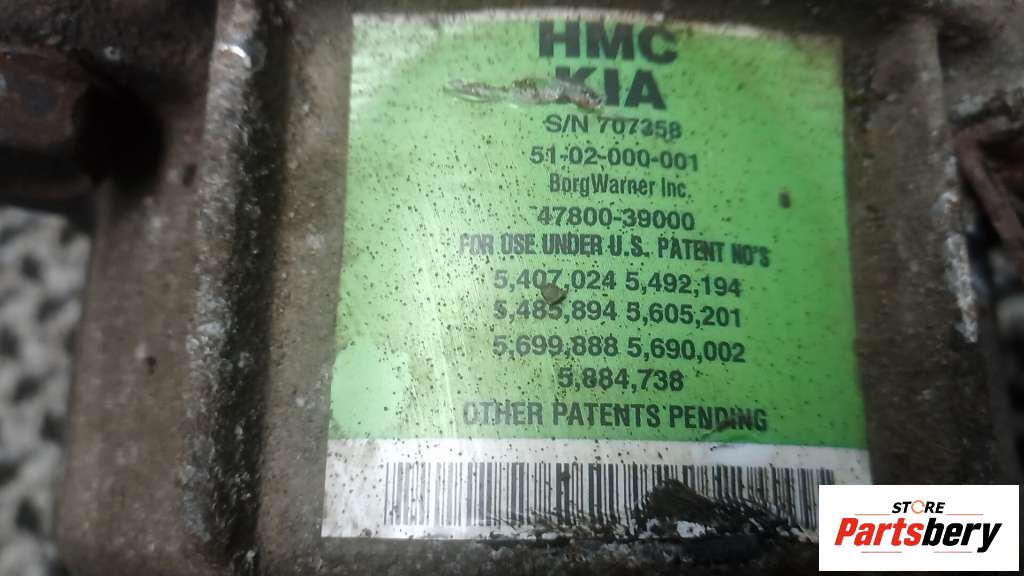 HMC
KIA
S/N 707358
51-02-000-001
BorgWarner Inc.
47800-39000
FOR USE UNDER U.S. PATENT NO'S
5,407,024 5,492,194
5,485,894 5,605,201
5,699,888 5,690,002
5,884,738
OTHER PATENTS PENDING
STORE
Partsbery